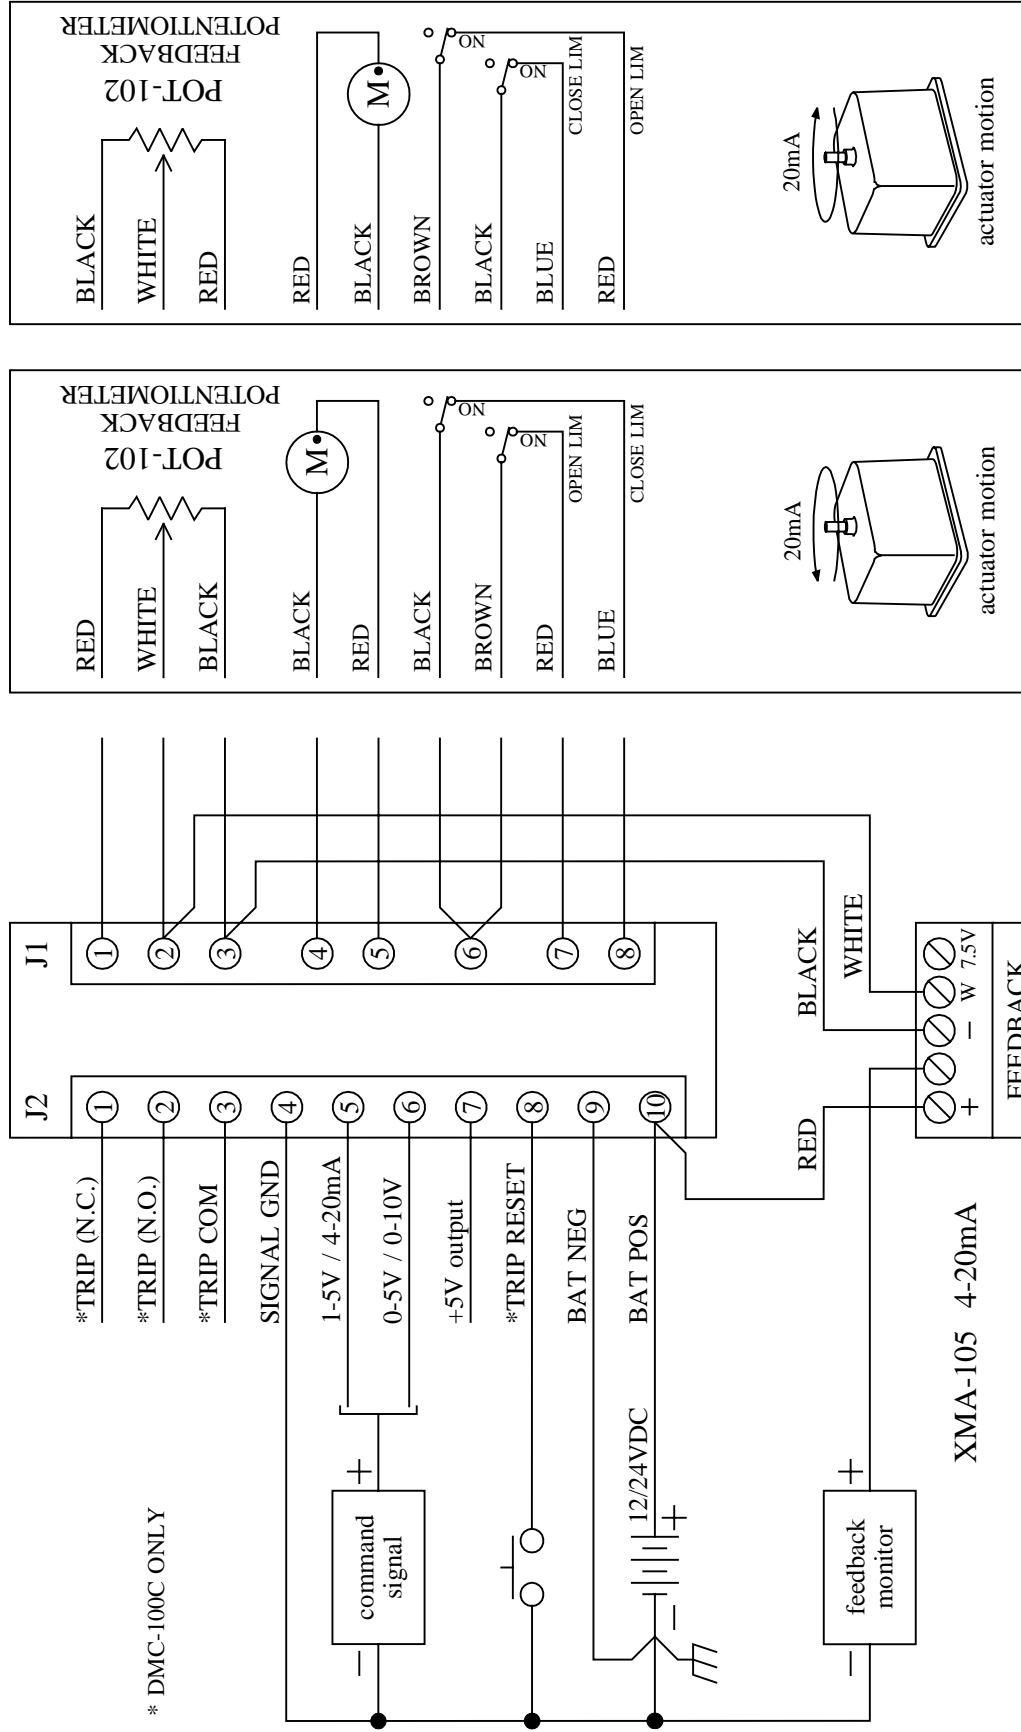 POT-102
FEEDBACK
POTENTIOMETER
BLACK
WHITE
RED
RED
BLACK
BROWN
BLACK
BLUE
RED
M
ON
ON
CLOSE LIM
OPEN LIM
20mA
actuator motion
POT-102
FEEDBACK
POTENTIOMETER
RED
WHITE
BLACK
BLACK
RED
BLACK
BROWN
RED
BLUE
M
ON
ON
OPEN LIM
CLOSE LIM
20mA
actuator motion
J1
1
2
3
4
5
6
7
8
J2
1
2
3
4
5
6
7
8
9
10
*TRIP (N.C.)
*TRIP (N.O.)
*TRIP COM
SIGNAL GND
1-5V / 4-20mA
0-5V / 0-10V
+5V output
*TRIP RESET
BAT NEG
BAT POS
12/24VDC
+
−
* DMC-100C ONLY
+
command
signal
−
+
feedback
monitor
−
BLACK
WHITE
RED
+
−
W
7.5V
FEEDBACK
XMA-105 4-20mA